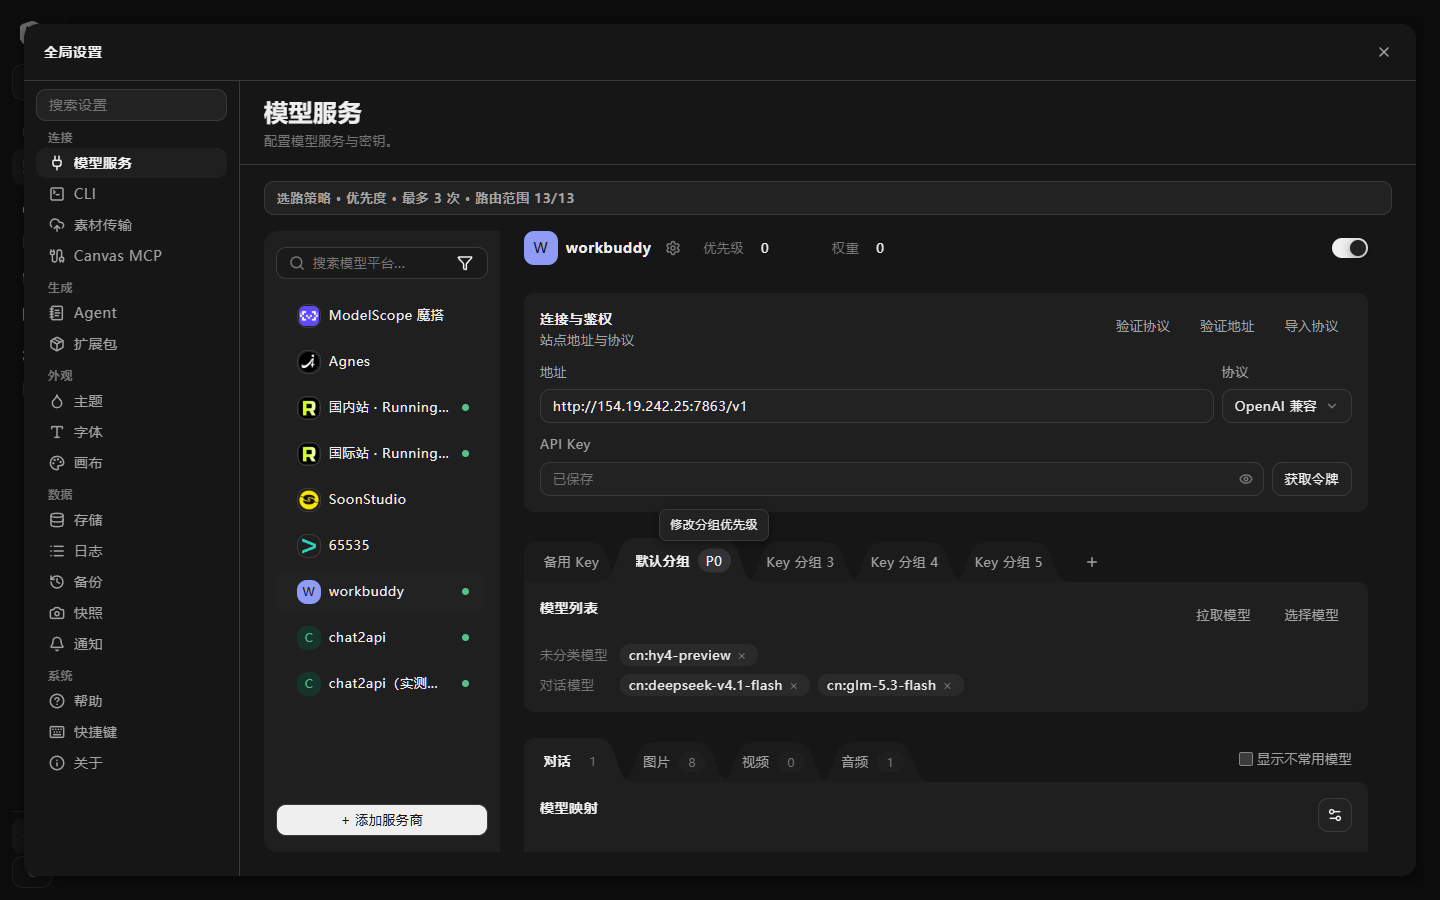 全局设置
搜索设置
连接
模型服务
CLI
素材传输
Canvas MCP
生成
Agent
扩展包
外观
主题
字体
画布
数据
存储
日志
备份
快照
通知
系统
帮助
快捷键
关于
模型服务
配置模型服务与密钥。
选路策略 • 优先度 • 最多 3 次 • 路由范围 13/13
搜索模型平台...
ModelScope 魔搭
Agnes
国内站 · Running...
国际站 · Running...
SoonStudio
65535
W workbuddy
C chat2api
C chat2api（实测...
+ 添加服务商
W workbuddy 优先级 0 权重 0
连接与鉴权
站点地址与协议
验证协议 验证地址 导入协议
地址 协议
http://154.19.242.25:7863/v1 OpenAI 兼容
API Key
已保存 获取令牌
修改分组优先级
备用 Key 默认分组 P0 Key 分组 3 Key 分组 4 Key 分组 5 +
模型列表 拉取模型 选择模型
未分类模型 cn:hy4-preview ×
对话模型 cn:deepseek-v4.1-flash × cn:glm-5.3-flash ×
对话 1 图片 8 视频 0 音频 1 显示不常用模型
模型映射